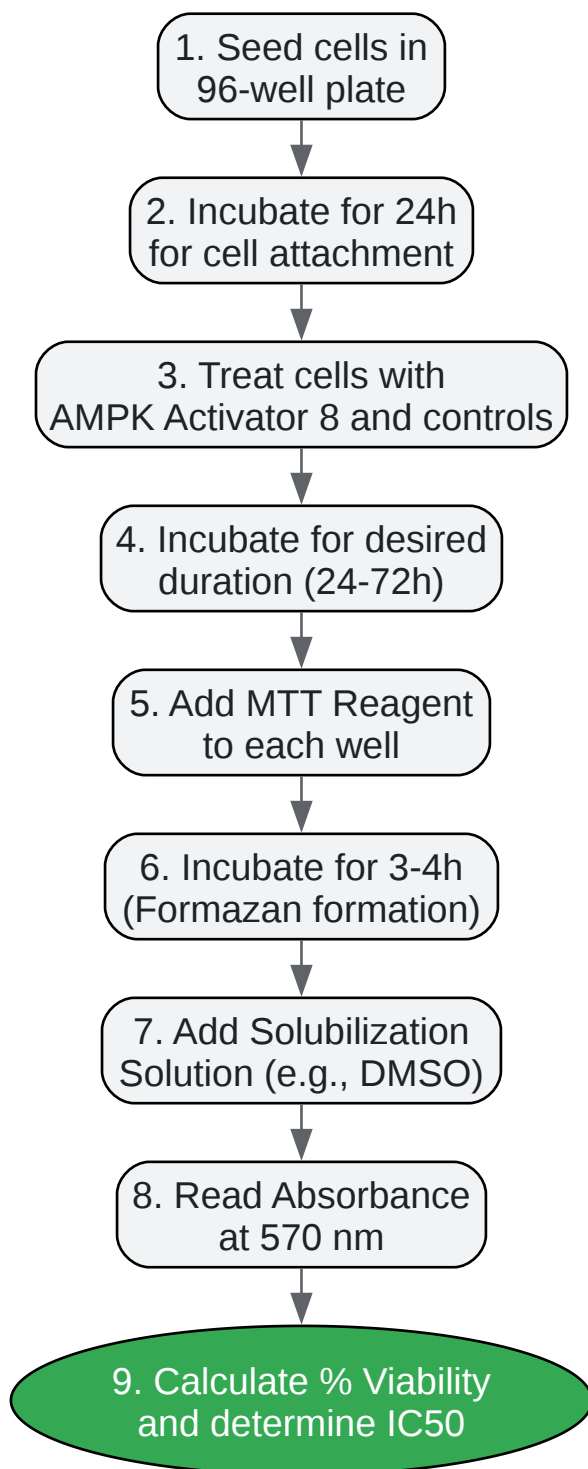 1. Seed cells in
96-well plate
2. Incubate for 24h
for cell attachment
3. Treat cells with
AMPK Activator 8 and controls
4. Incubate for desired
duration (24-72h)
5. Add MTT Reagent
to each well
6. Incubate for 3-4h
(Formazan formation)
7. Add Solubilization
Solution (e.g., DMSO)
8. Read Absorbance
at 570 nm
9. Calculate % Viability
and determine IC50